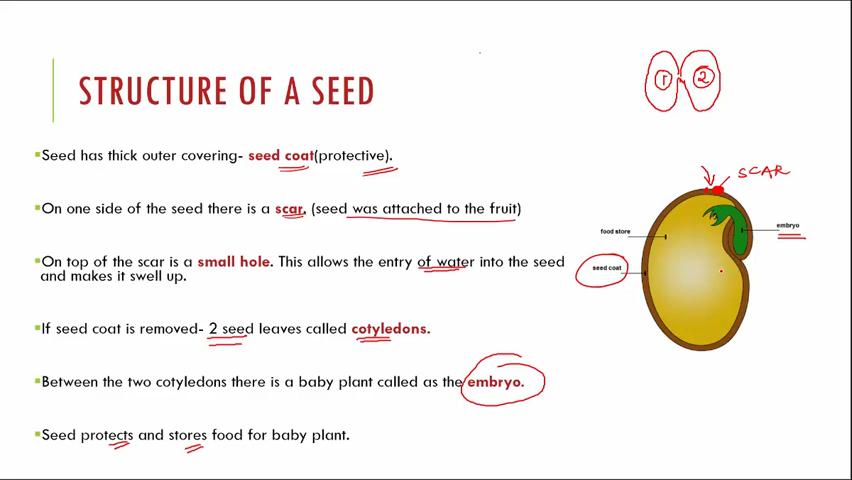 STRUCTURE OF A SEED
Seed has thick outer covering- seed coat(protective).
On one side of the seed there is a scar. (seed was attached to the fruit)
On top of the scar is a small hole. This allows the entry of water into the seed
and makes it swell up.
If seed coat is removed- 2 seed leaves called cotyledons.
Between the two cotyledons there is a baby plant called as the embryo.
Seed protects and stores food for baby plant.
1 2
SCAR
embryo
food store
seed coat